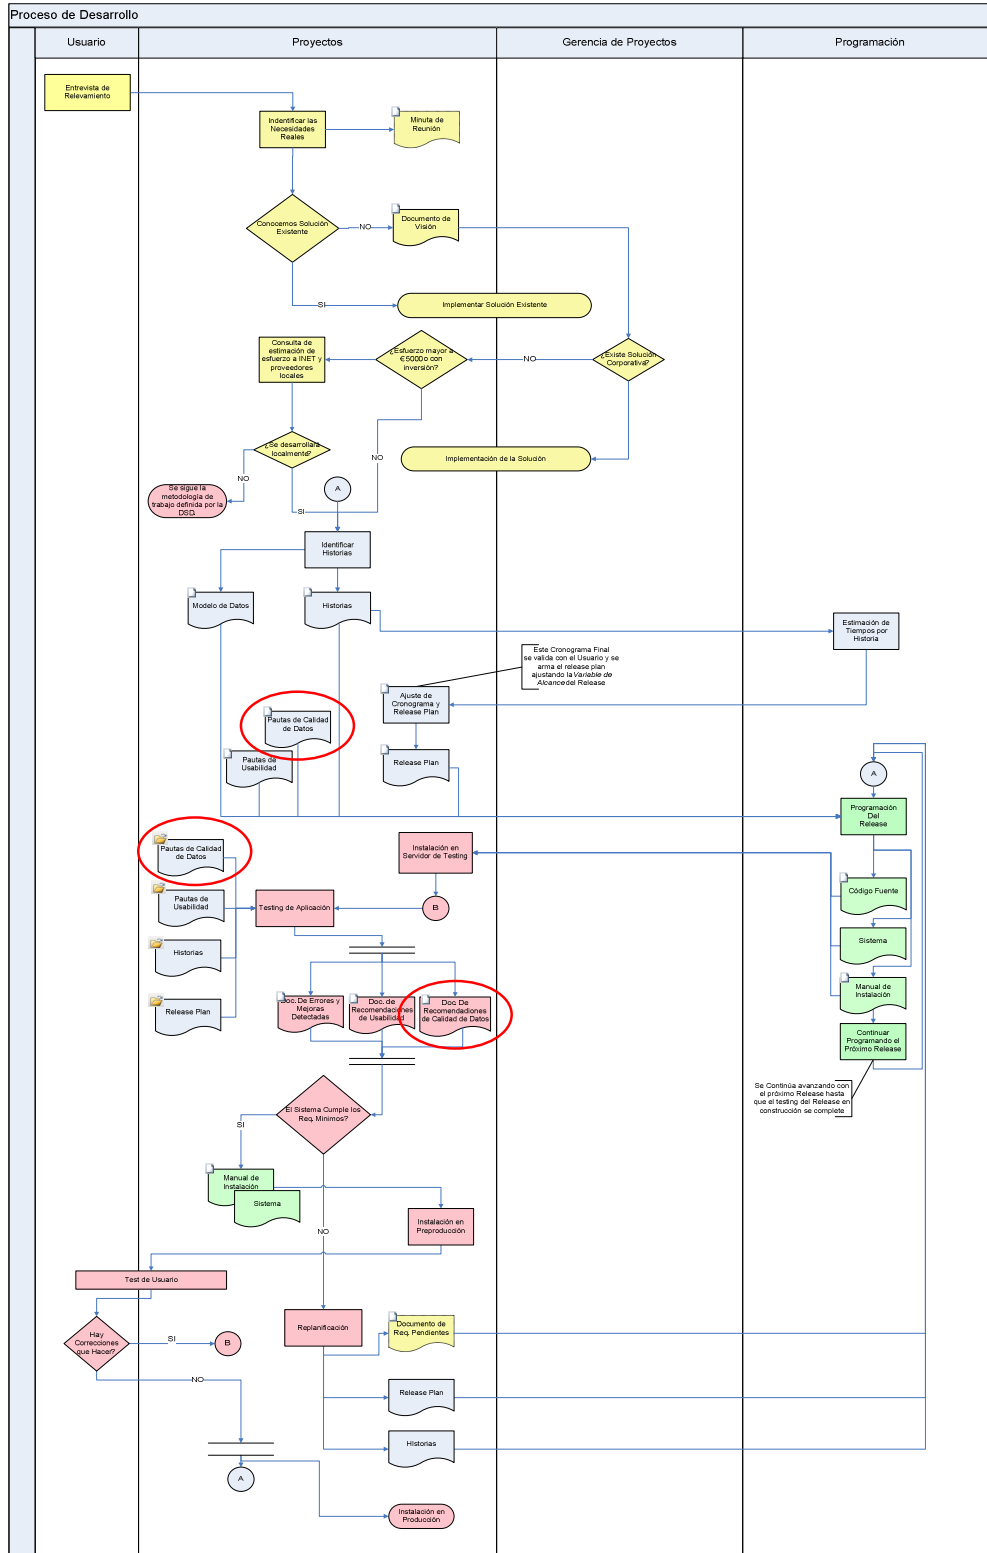 Proceso de Desarrollo
Usuario
Proyectos
Gerencia de Proyectos
Programación
Entrevista de
Relevamiento
Indentificar las
Necesidades
Reales
Minuta de
Reunión
Conocemos Solución
Existente
NO
Documento de
Visión
SI
Implementar Solución Existente
Consulta de
estimación de
esfuerzo a INET y
proveedores
locales
¿Esfuerzo mayor a
€5000 o con
inversión?
NO
¿Existe Solución
Corporativa?
¿Se desarrollará
localmente?
NO
Implementación de la Solución
NO
Se sigue la
metodología de
trabajo definida por la
DSD.
A
SI
Identificar
Historias
Modelo de Datos
Historias
Estimación de
Tiempos por
Historia
Este Cronograma Final
se valida con el Usuario y se
arma el release plan
ajustando la Variable de
Alcance del Release
Ajuste de
Cronograma y
Release Plan
Pautas de Calidad
de Datos
Pautas de
Usabilidad
Release Plan
A
Programación
Del
Release
Pautas de Calidad
de Datos
Instalación en
Servidor de Testing
Código Fuente
Pautas de
Usabilidad
Testing de Aplicación
B
Sistema
Historias
Manual de
Instalación
Release Plan
Doc. De Errores y
Mejoras
Detectadas
Doc. de
Recomendaciones
de Usabilidad
Doc. De
Recomendaciones
de Calidad de Datos
Continuar
Programando el
Próximo Release
Se Continúa avanzando con
el próximo Release hasta
que el testing del Release en
construcción se complete
El Sistema Cumple los
Req. Minimos?
SI
Manual de
Instalación
Sistema
NO
Instalación en
Preproducción
Test de Usuario
Replanificación
Documento de
Req. Pendientes
Hay
Correcciones
que Hacer?
SI
B
NO
Release Plan
Historias
A
Instalación en
Producción